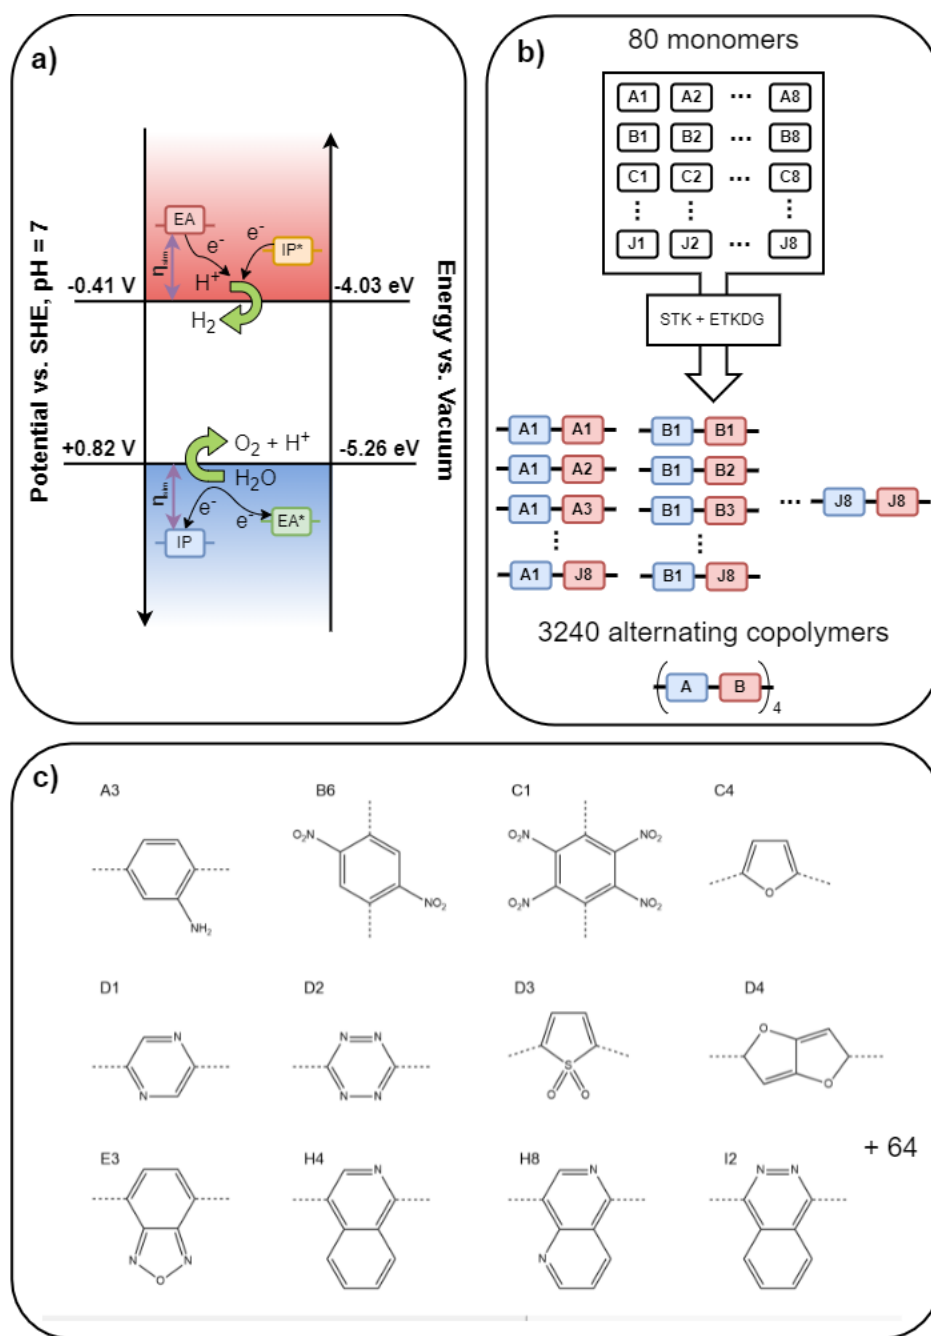 a)
EA
e-
e-
IP*
ηsim
-0.41 V
H+
-4.03 eV
H2
Potential vs. SHE, pH = 7
Energy vs. Vacuum
+0.82 V
O2 + H+
-5.26 eV
H2O
ηsim
e-
e-
EA*
IP
b)
80 monomers
A1 A2 ... A8
B1 B2 ... B8
C1 C2 ... C8
J1 J2 ... J8
STK + ETKDG
A1 A1 B1 B1
A1 A2 B1 B2
A1 A3 B1 B3 ... J8 J8
A1 J8 B1 J8
3240 alternating copolymers
( A B )4
c)
A3 B6 C1 C4
O2N O2N NO2
NO2 O2N NO2 O
NH2
D1 D2 D3 D4
N N N O
N N N S O
O O
+ 64
E3 H4 H8 I2
N N N N
N N N
O